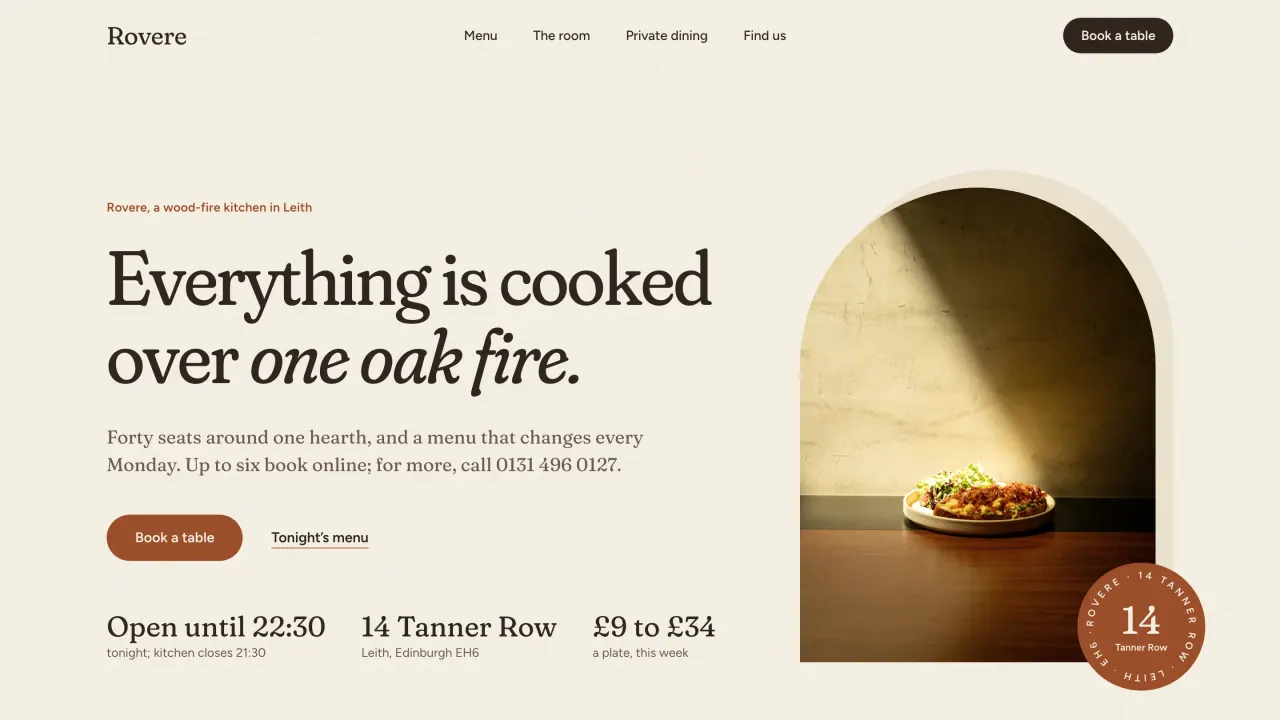 Rovere
Menu
The room
Private dining
Find us
Book a table
Rovere, a wood-fire kitchen in Leith
Everything is cooked
over one oak fire.
Forty seats around one hearth, and a menu that changes every
Monday. Up to six book online; for more, call 0131 496 0127.
Book a table
Tonight’s menu
Open until 22:30
tonight; kitchen closes 21:30
14 Tanner Row
Leith, Edinburgh EH6
£9 to £34
a plate, this week
ROVERE · 14 TANNER ROW · LEITH · EH6 ·
14
Tanner Row